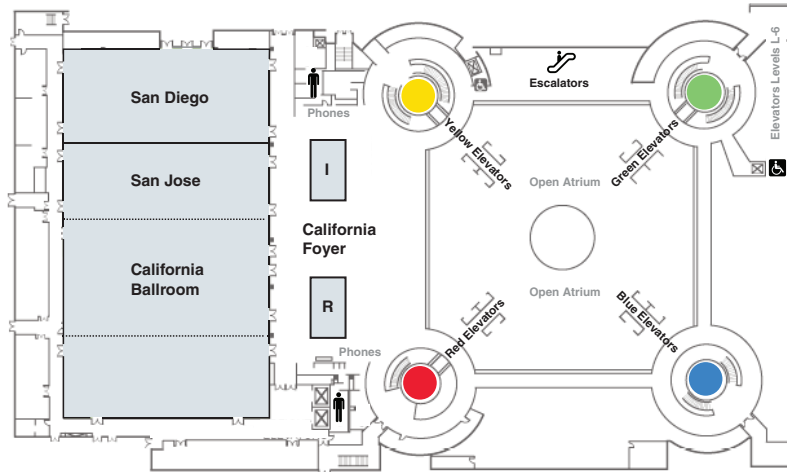 San Diego
San Jose
California
Ballroom
Phones
I
California
Foyer
R
Phones
Escalators
Yellow Elevators
Green Elevators
Open Atrium
Open Atrium
Red Elevators
Blue Elevators
Elevators Levels L-6